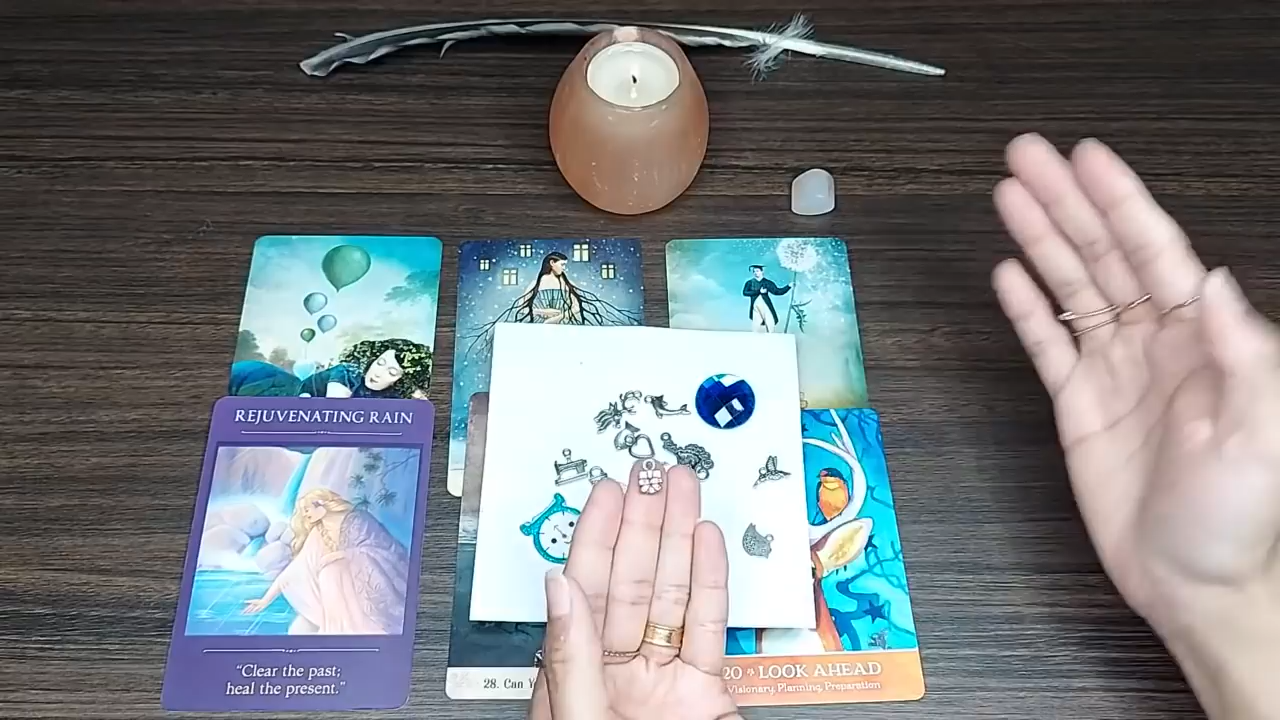 REJUVENATING RAIN
"Clear the past;
heal the present."
28. Can
20 LOOK AHEAD
Visionary, Planning, Preparation